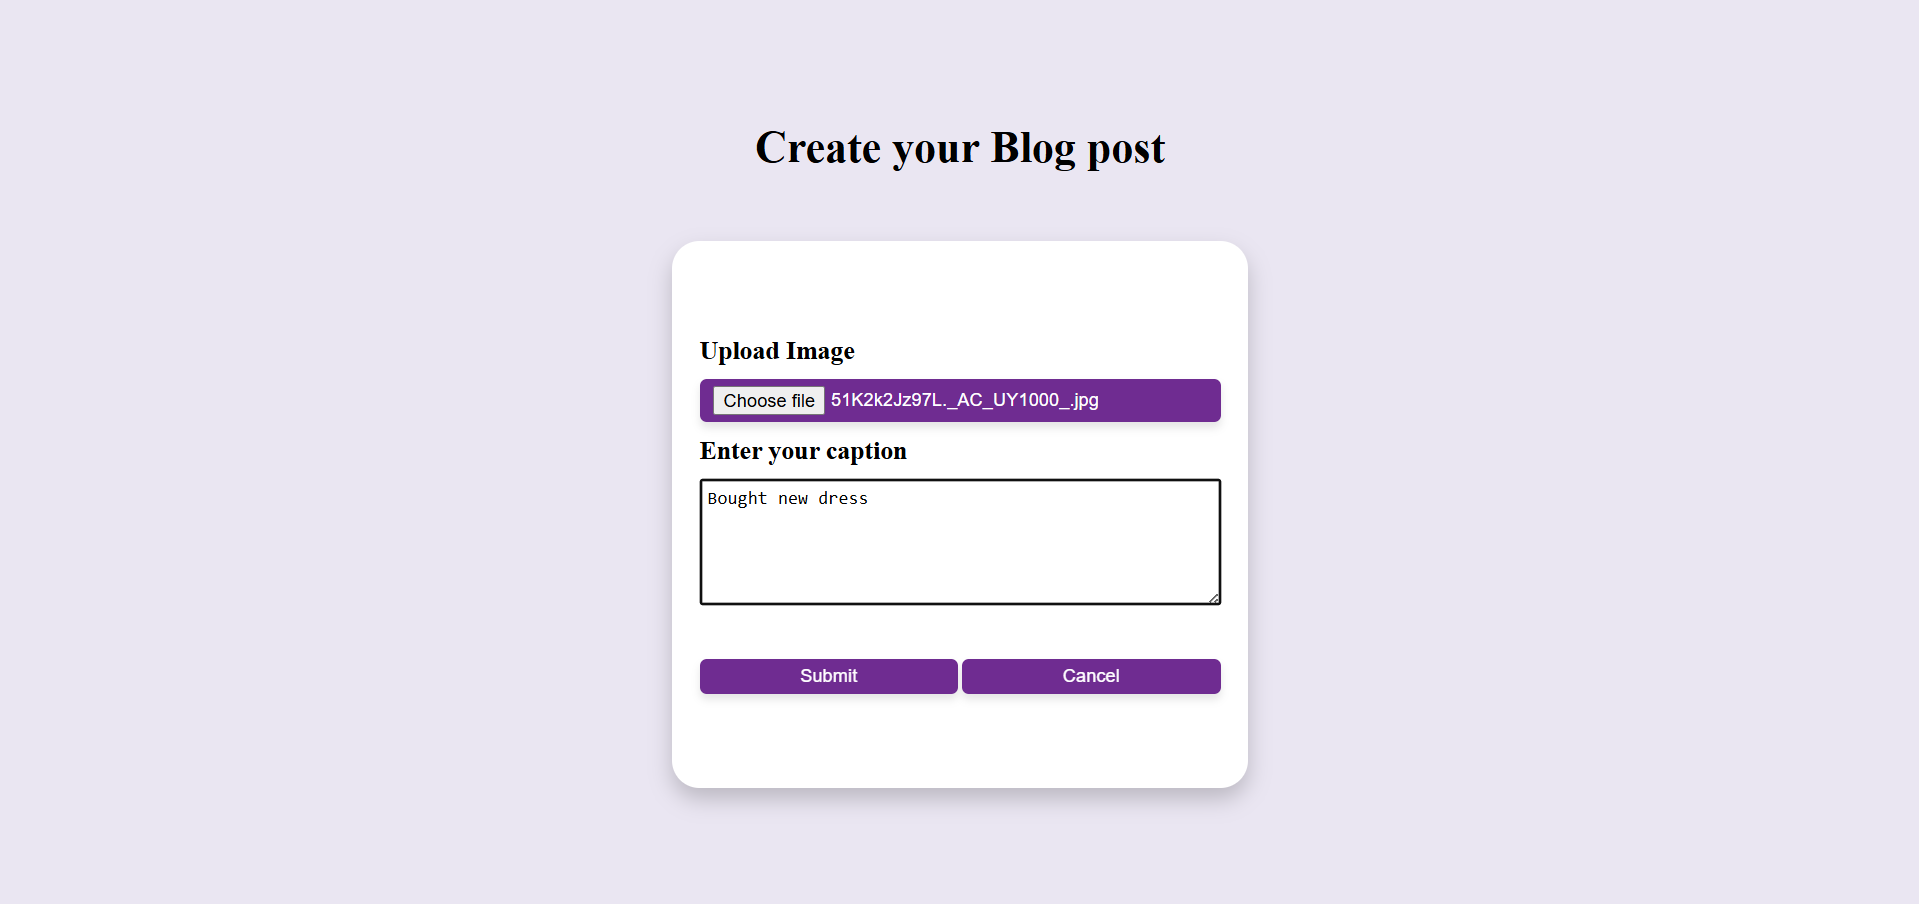 Create your Blog post
Upload Image
Choose file 51K2k2Jz97L._AC_UY1000_.jpg
Enter your caption
Bought new dress
Submit Cancel